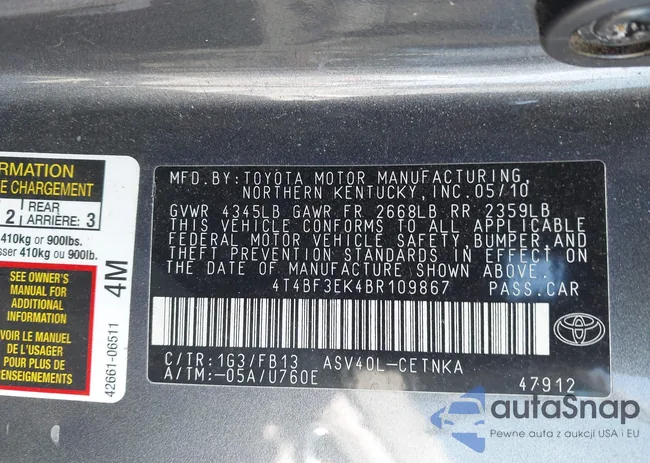 MFD.BY:TOYOTA MOTOR MANUFACTURING,
NORTHERN KENTUCKY,INC.05/10
GVWR 4345LB GAWR FR 2668LB RR 2359LB
THIS VEHICLE CONFORMS TO ALL APPLICABLE
FEDERAL MOTOR VEHICLE SAFETY,BUMPER,AND
THEFT PREVENTION STANDARDS IN EFFECT ON
THE DATE OF MANUFACTURE SHOWN ABOVE.
4T4BF3EK4BR109867 PASS.CAR
C/TR:1G3/FB13 ASV40L-CETNKA
A/TM:-05A/U760E
47912
RMATION
E CHARGEMENT
2 REAR
ARRIÈRE: 3
410kg or 900lbs.
sser 410kg ou 900lb.
SEE OWNER'S
MANUAL FOR
ADDITIONAL
INFORMATION
VOIR LE MANUEL
DE L'USAGER
POUR PLUS DE
RENSEIGNEMENTS
4M
42661-06511
autaSnap
Pewne auta z aukcji USA i EU